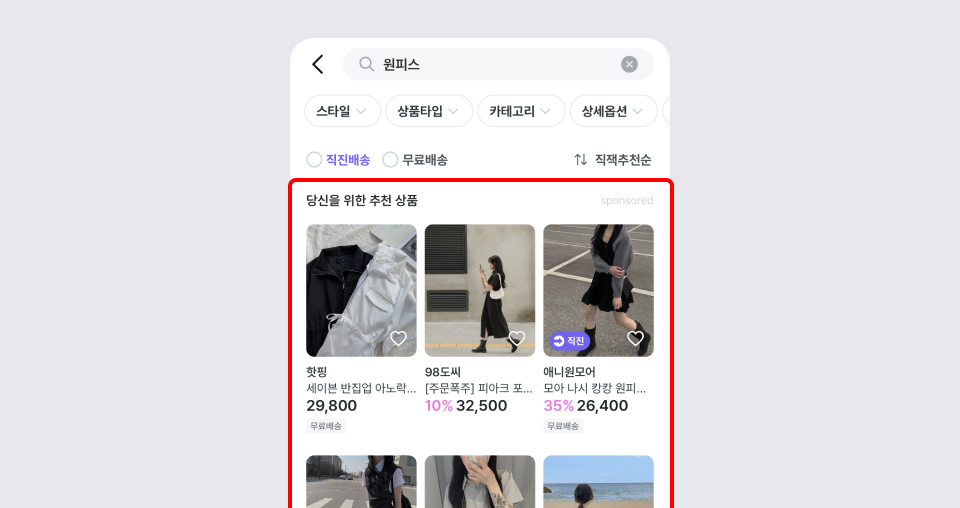 원피스
스타일 상품타입 카테고리 상세옵션
직진배송 무료배송 직잭추천순
당신을 위한 추천 상품 sponsored
직진
핫핑 98도씨 애니원모어
세이븐 반집업 아노락... [주문폭주] 피아크 포... 모아 나시 캉캉 원피...
29,800 10% 32,500 35% 26,400
무료배송 무료배송